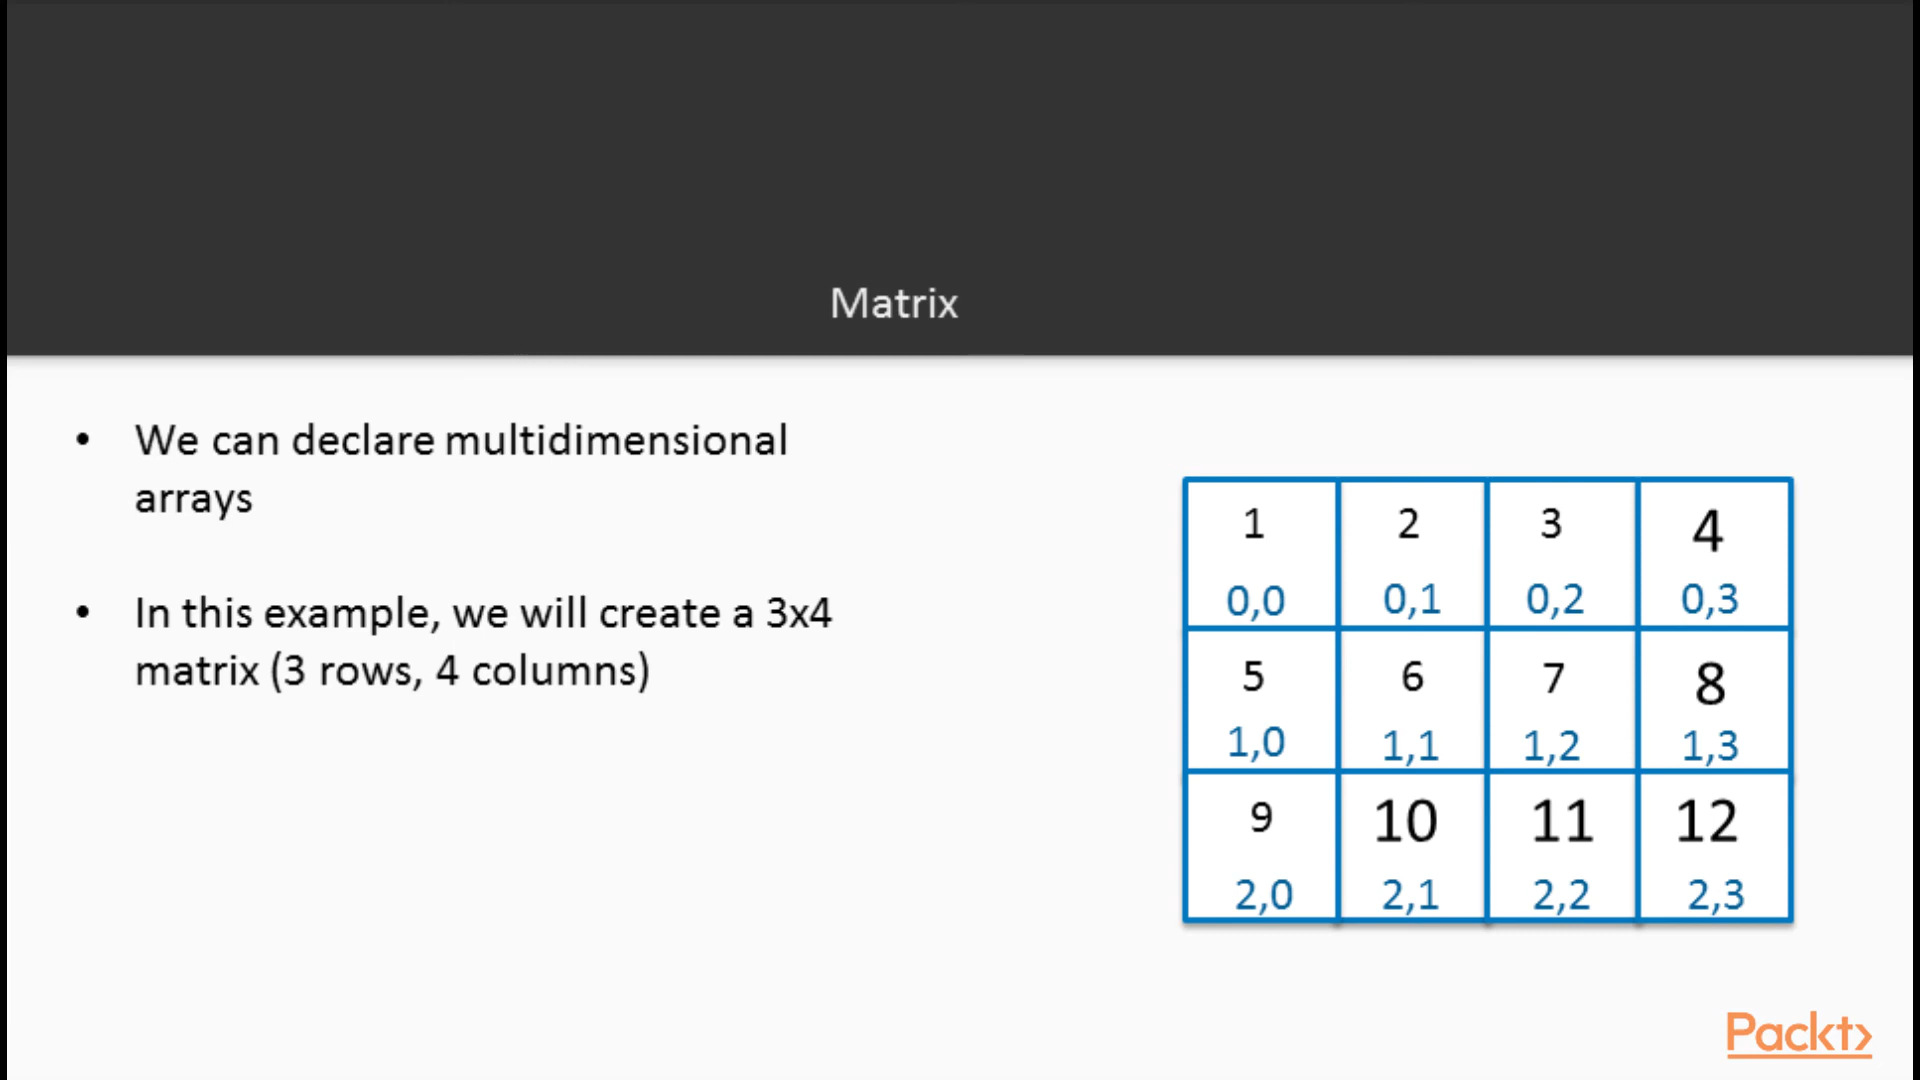 Matrix
• We can declare multidimensional
arrays
• In this example, we will create a 3x4
matrix (3 rows, 4 columns)
1 2 3 4
0,0 0,1 0,2 0,3
5 6 7 8
1,0 1,1 1,2 1,3
9 10 11 12
2,0 2,1 2,2 2,3
Packt>